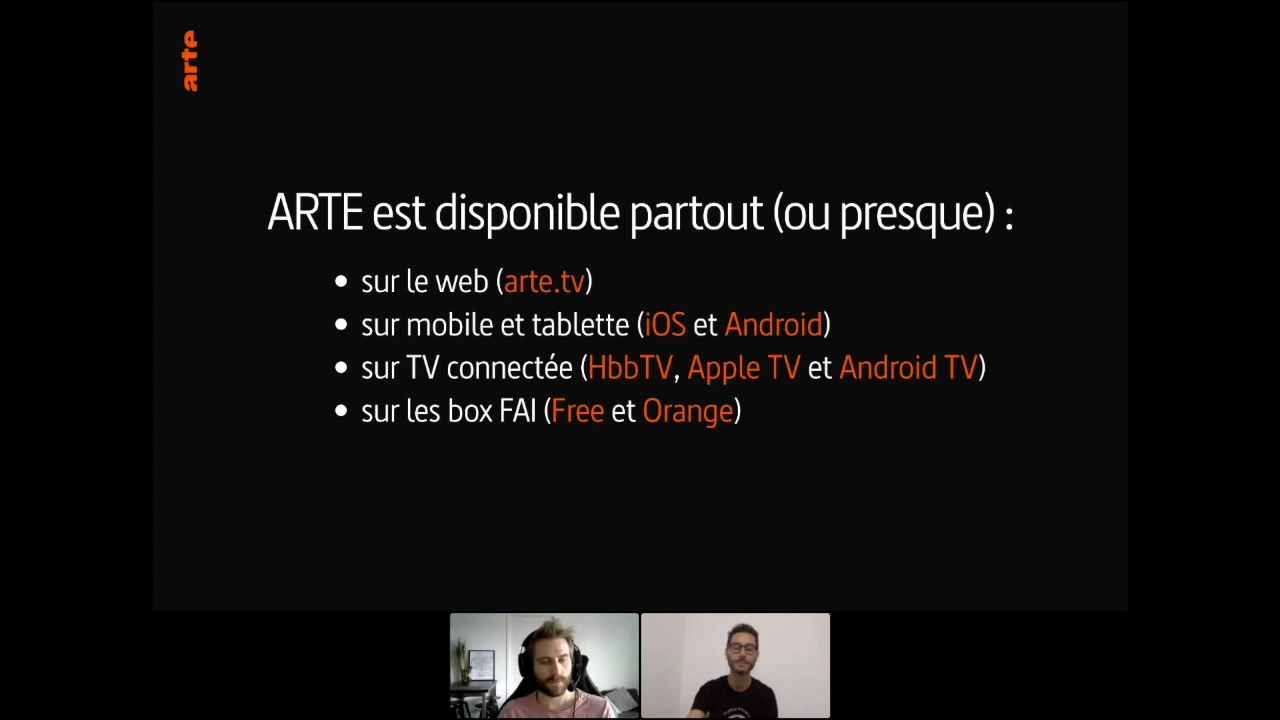 arte
ARTE est disponible partout (ou presque) :
• sur le web (arte.tv)
• sur mobile et tablette (iOS et Android)
• sur TV connectée (HbbTV, Apple TV et Android TV)
• sur les box FAI (Free et Orange)